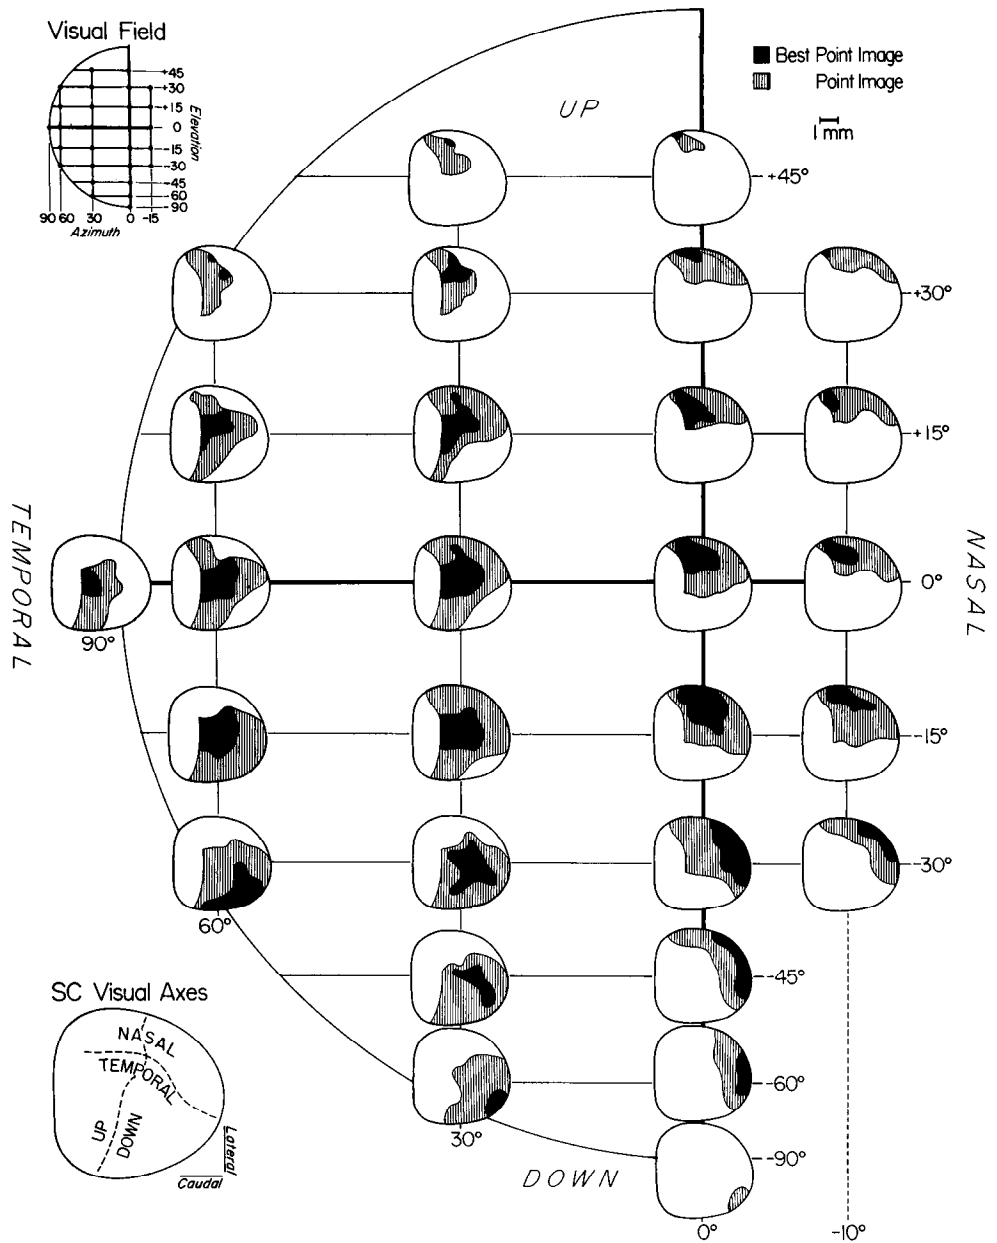 Visual Field
+45
+30
+15
0
-15
-30
-45
-60
-90
Elevation
90 60 30 0 -15
Azimuth
Best Point Image
Point Image
1 mm
UP
+45°
+30°
+15°
TEMPORAL
NASAL
0°
90°
-15°
-30°
60°
-45°
-60°
30°
-90°
DOWN
0°
-10°
SC Visual Axes
NASAL
TEMPORAL
UP
DOWN
Lateral
Caudal